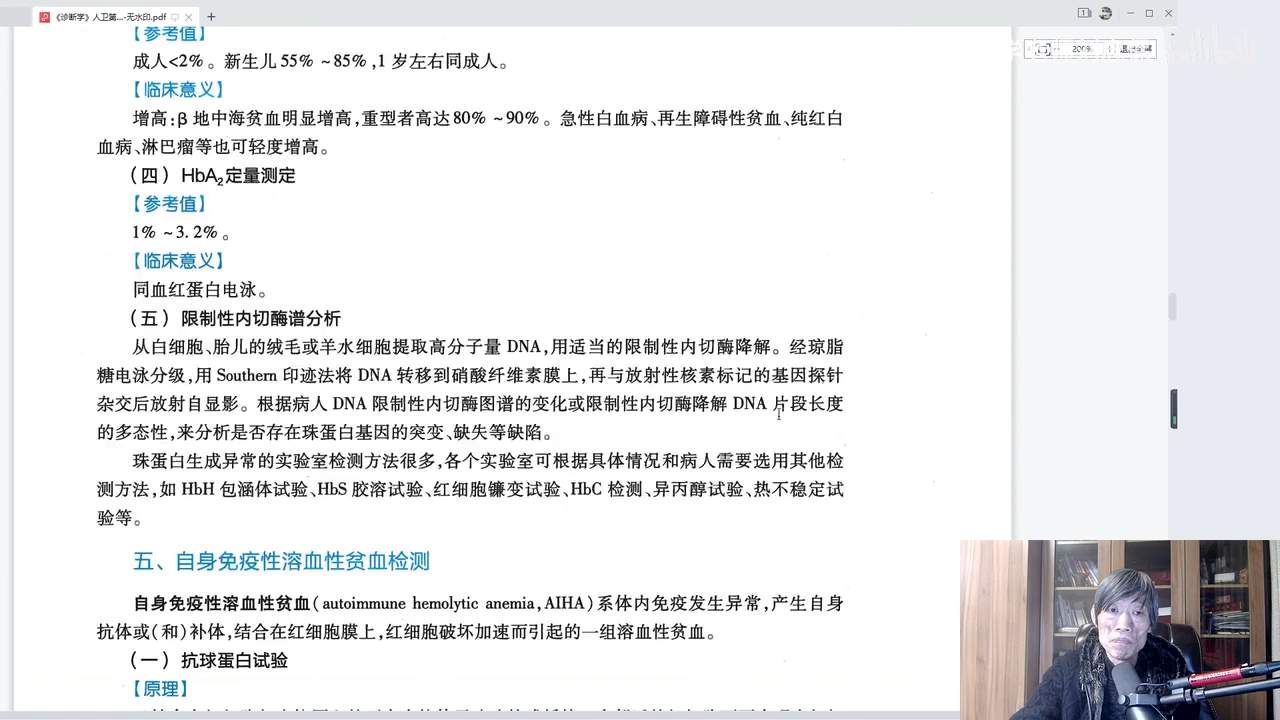 《诊断学》人卫第...-无水印.pdf
200%
【参考值】
成人<2%。新生儿55%~85%,1岁左右同成人。
【临床意义】
增高:β地中海贫血明显增高,重型者高达80%~90%。急性白血病、再生障碍性贫血、纯红白
血病、淋巴瘤等也可轻度增高。
(四)HbA₂定量测定
【参考值】
1%~3.2%。
【临床意义】
同血红蛋白电泳。
(五)限制性内切酶谱分析
从白细胞、胎儿的绒毛或羊水细胞提取高分子量DNA,用适当的限制性内切酶降解。经琼脂
糖电泳分级,用Southern印迹法将DNA转移到硝酸纤维素膜上,再与放射性核素标记的基因探针
杂交后放射自显影。根据病人DNA限制性内切酶图谱的变化或限制性内切酶降解DNA片段长度
的多态性,来分析是否存在珠蛋白基因的突变、缺失等缺陷。
珠蛋白生成异常的实验室检测方法很多,各个实验室可根据具体情况和病人需要选用其他检
测方法,如HbH包涵体试验、HbS胶溶试验、红细胞镰变试验、HbC检测、异丙醇试验、热不稳定试
验等。
五、自身免疫性溶血性贫血检测
自身免疫性溶血性贫血(autoimmune hemolytic anemia,AIHA)系体内免疫发生异常,产生自身
抗体或(和)补体,结合在红细胞膜上,红细胞破坏加速而引起的一组溶血性贫血。
(一)抗球蛋白试验
【原理】